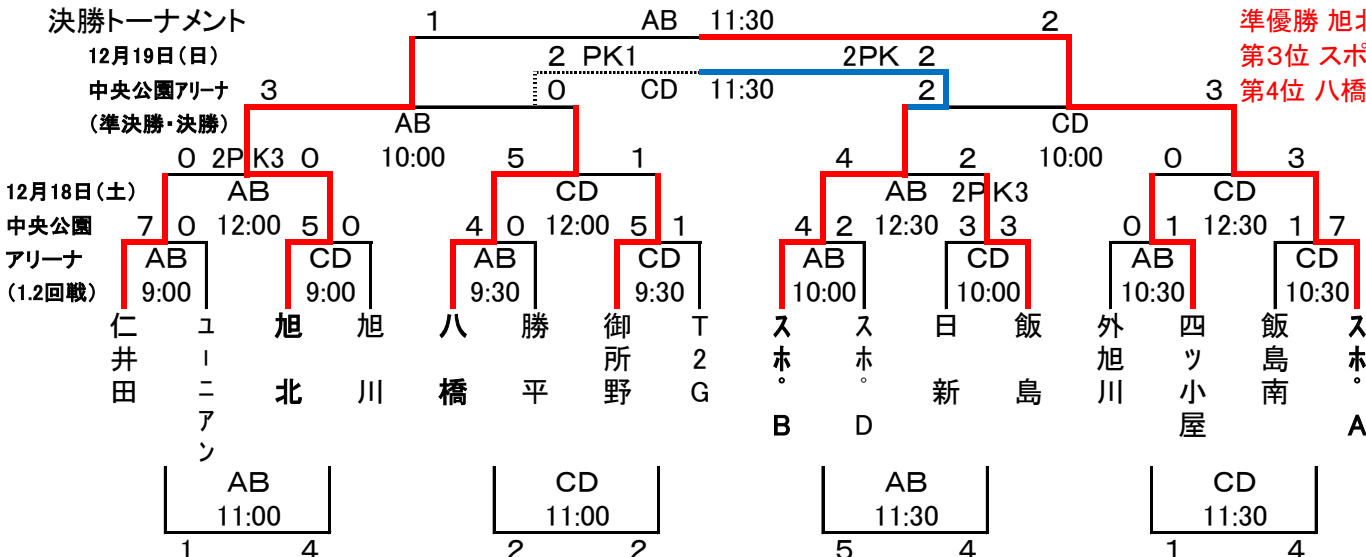 決勝トーナメント 1 AB 11:30 2 準優勝 旭北
12月19日(日) 2 PK1 2PK 2 第3位 スポ
中央公園アリーナ 3 0 CD 11:30 2 3 第4位 八橋
(準決勝・決勝) AB CD
0 2PK3 0 10:00 5 1 4 2 10:00 0 3
12月18日(土) AB CD AB 2PK3 CD
中央公園 7 0 12:00 5 0 4 0 12:00 5 1 4 2 12:30 3 3 0 1 12:30 1 7
アリーナ AB CD AB CD AB CD AB CD
(1.2回戦) 9:00 9:00 9:30 9:30 10:00 10:00 10:30 10:30
仁井田
ユーニアン
旭北
旭川
八橋
勝平
御所野
T2G
スポB
スポD
日新
飯島
外旭川
四ツ小屋
飯島南
スポA
AB CD AB CD
11:00 11:00 11:30 11:30
1 4 2 2 5 4 1 4